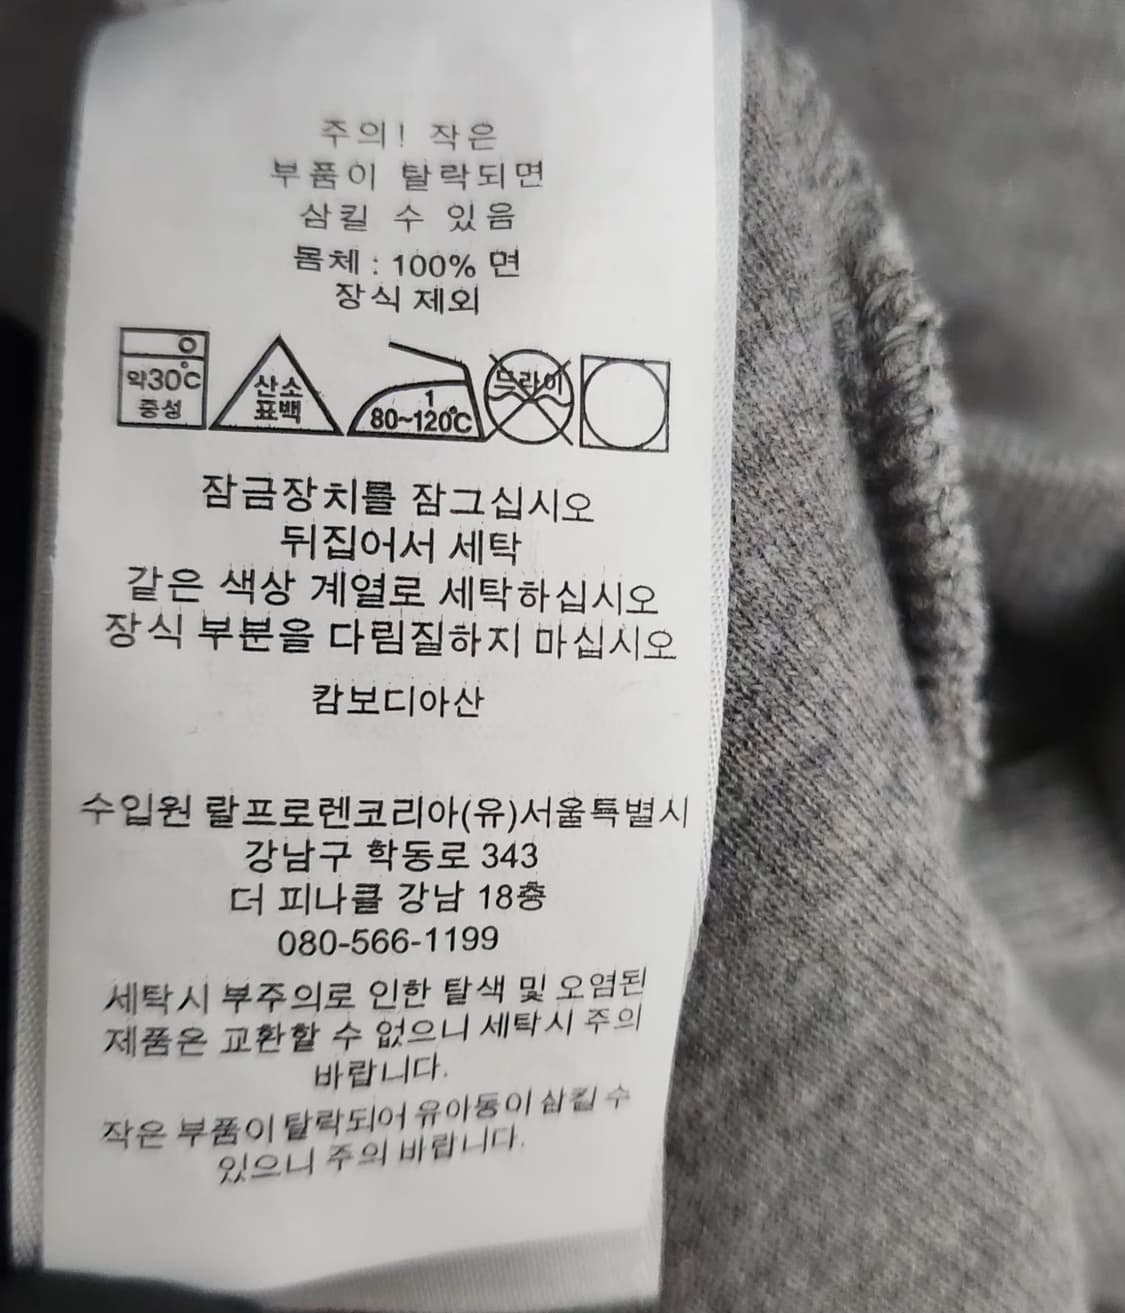 주의! 작은
부품이 탈락되면
삼킬 수 있음
몸체 : 100% 면
장식 제외
약30℃
중성
산소
표백
1
80~120℃
드라이
잠금장치를 잠그십시오
뒤집어서 세탁
같은 색상 계열로 세탁하십시오
장식 부분을 다림질하지 마십시오
캄보디아산
수입원 랄프로렌코리아(유)서울특별시
강남구 학동로 343
더 피나클 강남 18층
080-566-1199
세탁시 부주의로 인한 탈색 및 오염된
제품은 교환할 수 없으니 세탁시 주의
바랍니다.
작은 부품이 탈락되어 유아동이 삼킬 수
있으니 주의 바랍니다.